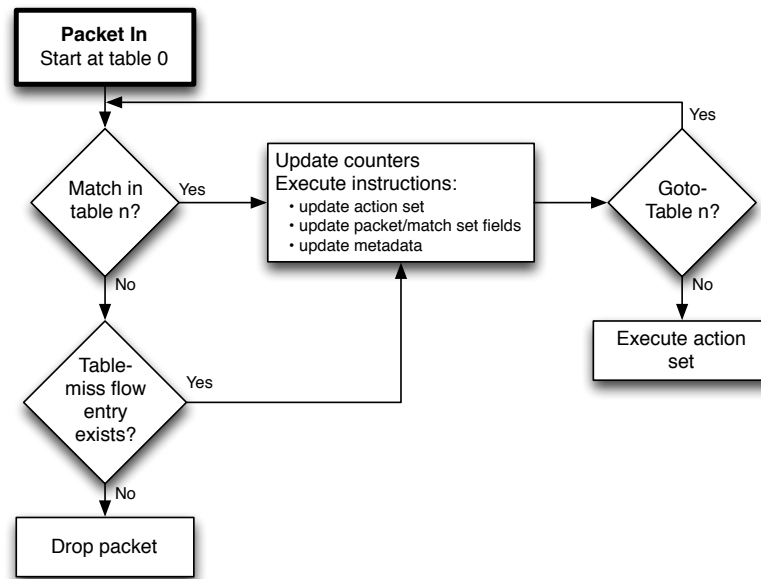 Packet In
Start at table 0
Yes
Match in
table n?
Yes
Update counters
Execute instructions:
• update action set
• update packet/match set fields
• update metadata
Goto-
Table n?
No
No
Execute action
set
Table-
miss flow
entry
exists?
Yes
No
Drop packet